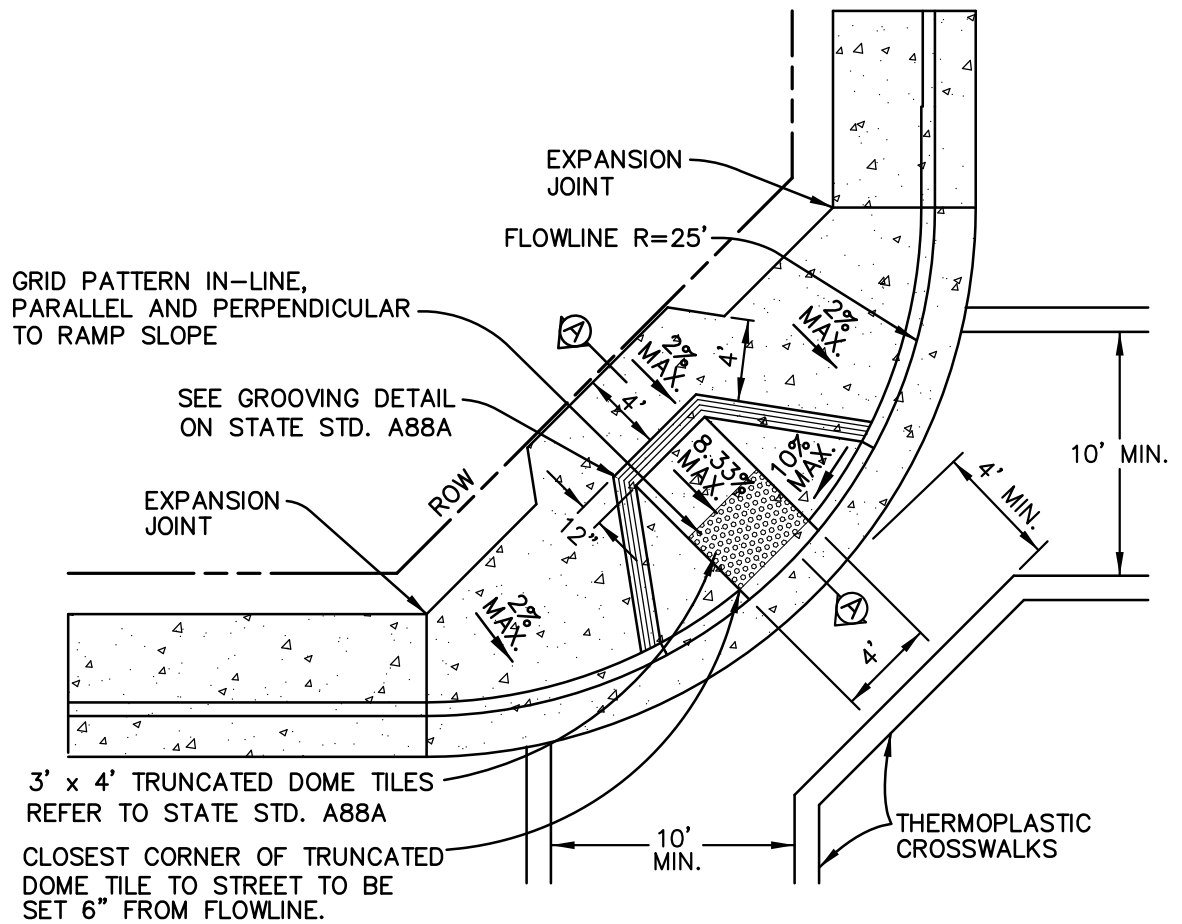 EXPANSION
JOINT
FLOWLINE R=25'
GRID PATTERN IN-LINE,
PARALLEL AND PERPENDICULAR
TO RAMP SLOPE
A
2%
MAX.
4'
2%
MAX.
4'
SEE GROOVING DETAIL
ON STATE STD. A88A
8.33%
MAX.
10%
MAX.
10' MIN.
4' MIN.
ROW
EXPANSION
JOINT
12"
2%
MAX.
A
4'
3' x 4' TRUNCATED DOME TILES
REFER TO STATE STD. A88A
10'
MIN.
THERMOPLASTIC
CROSSWALKS
CLOSEST CORNER OF TRUNCATED
DOME TILE TO STREET TO BE
SET 6" FROM FLOWLINE.